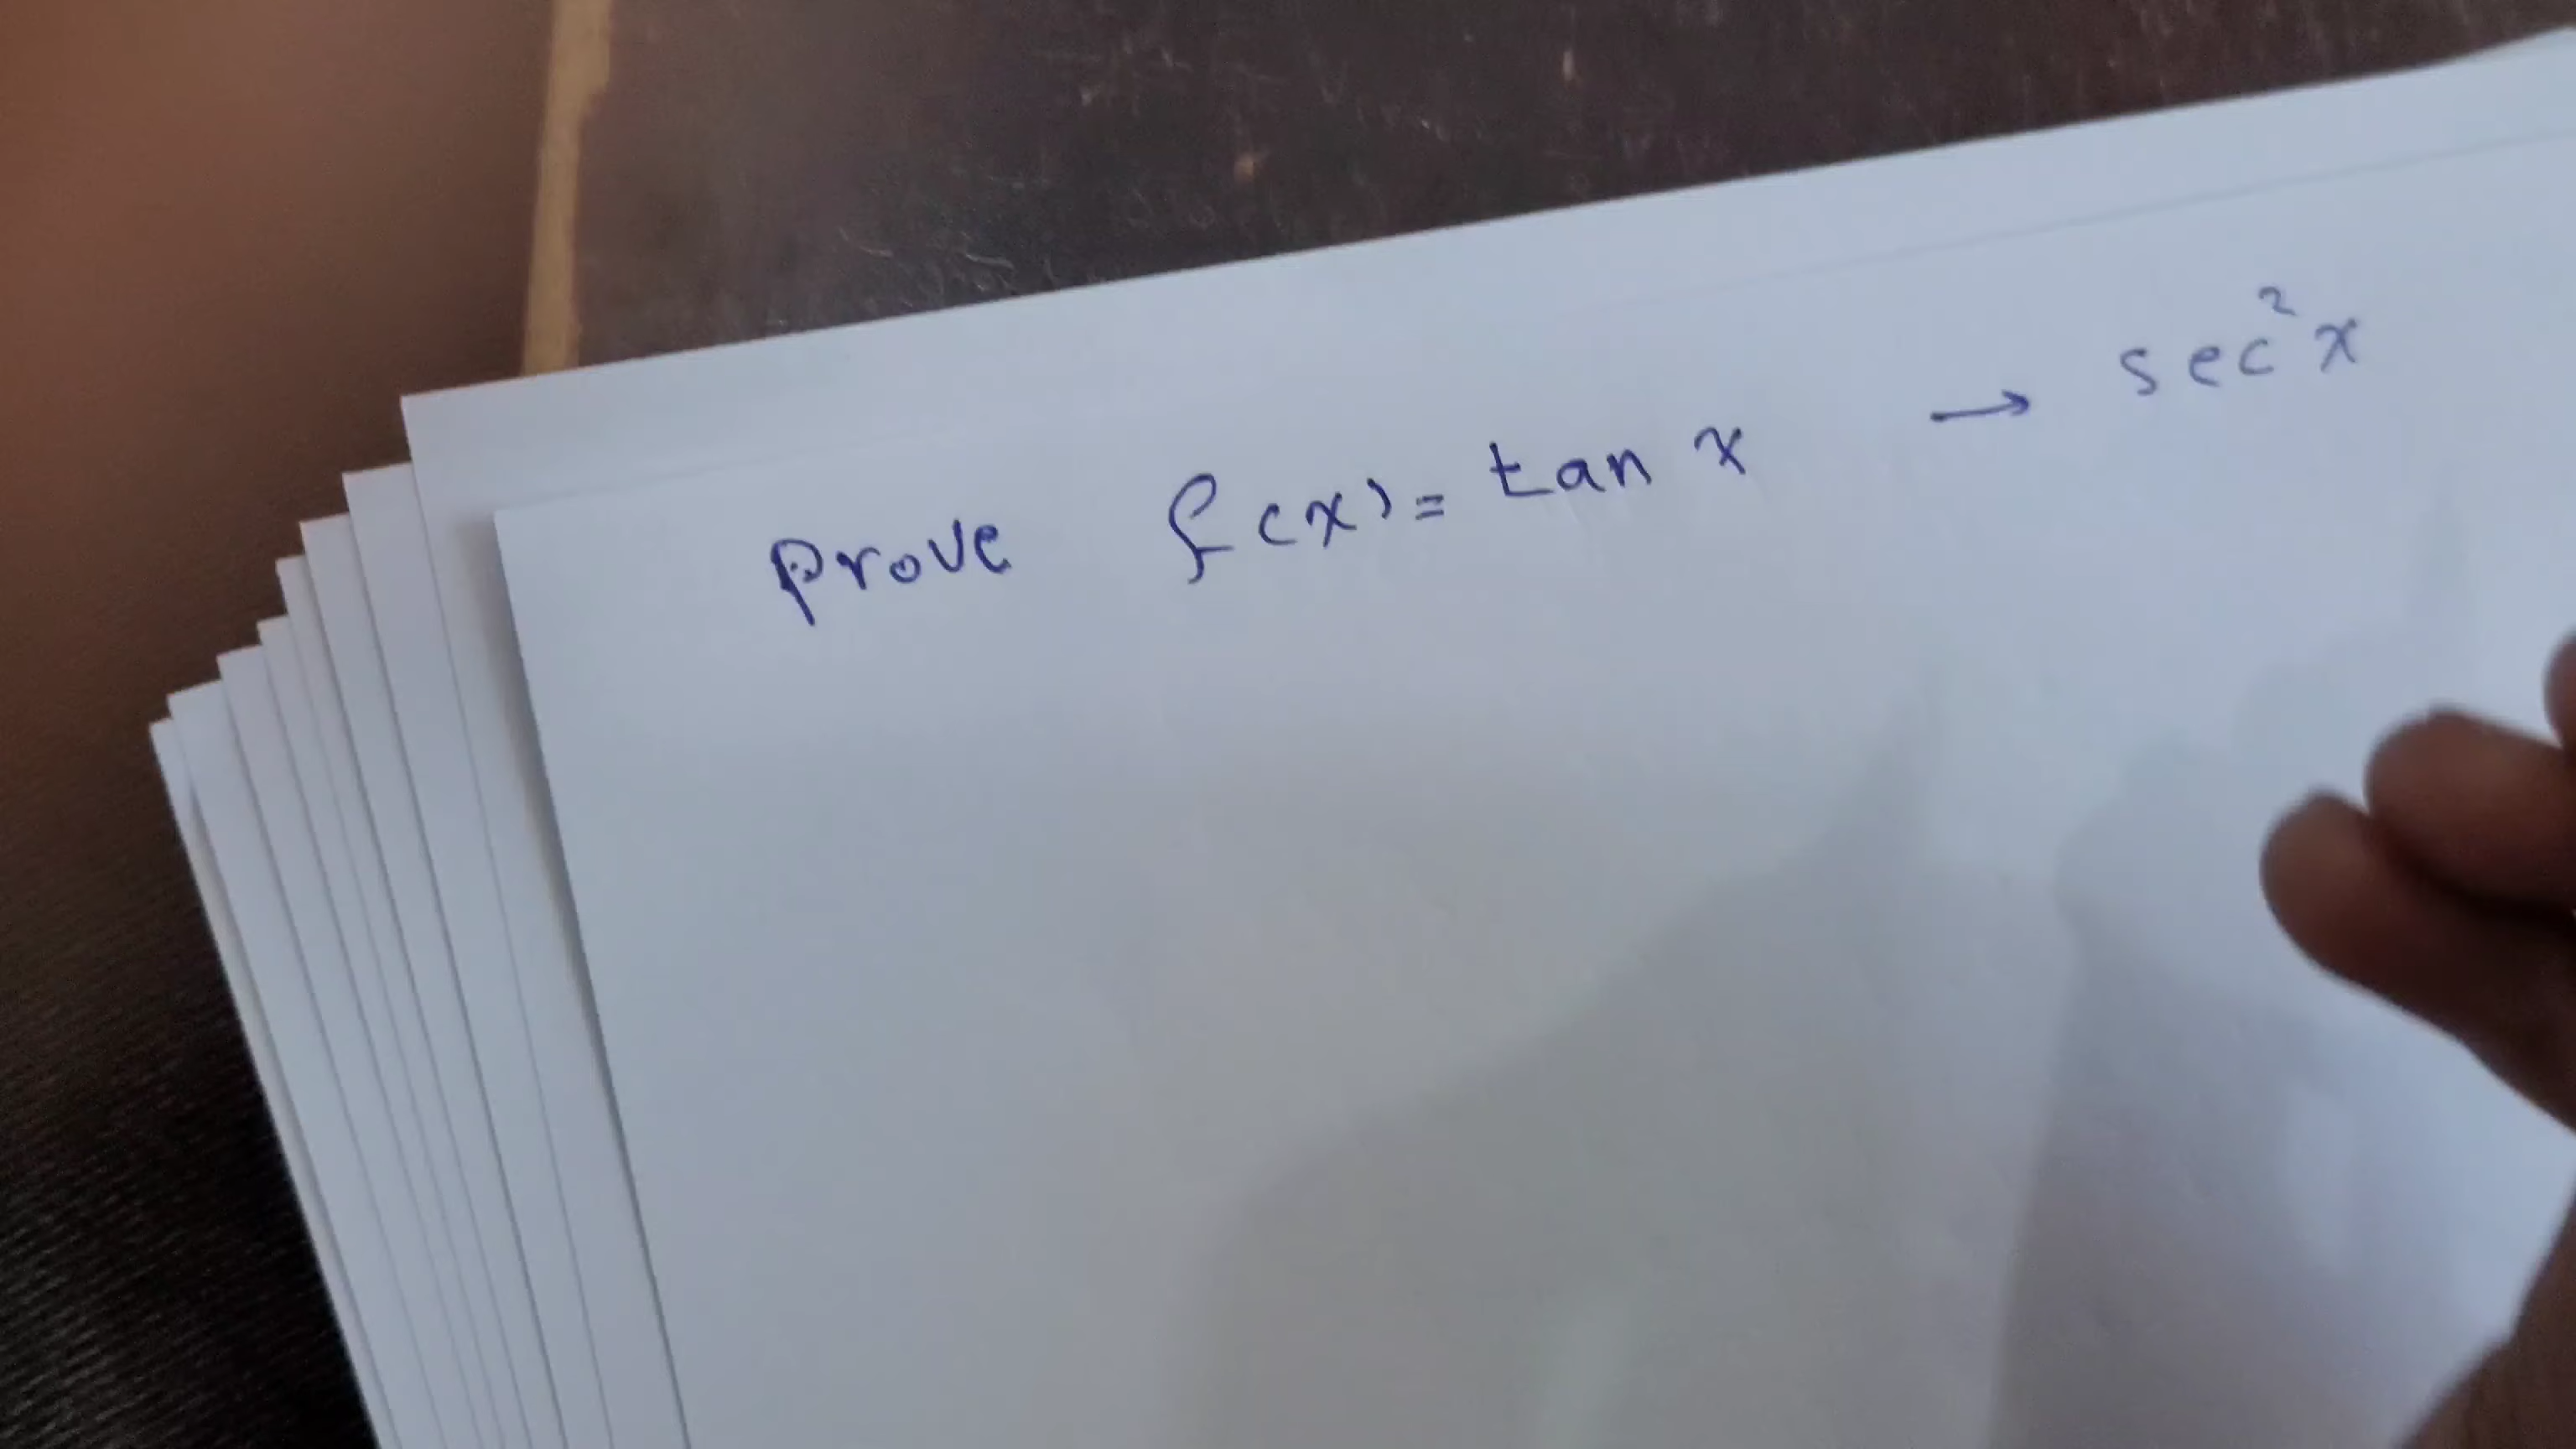 prove f(x) = tan x → sec²x